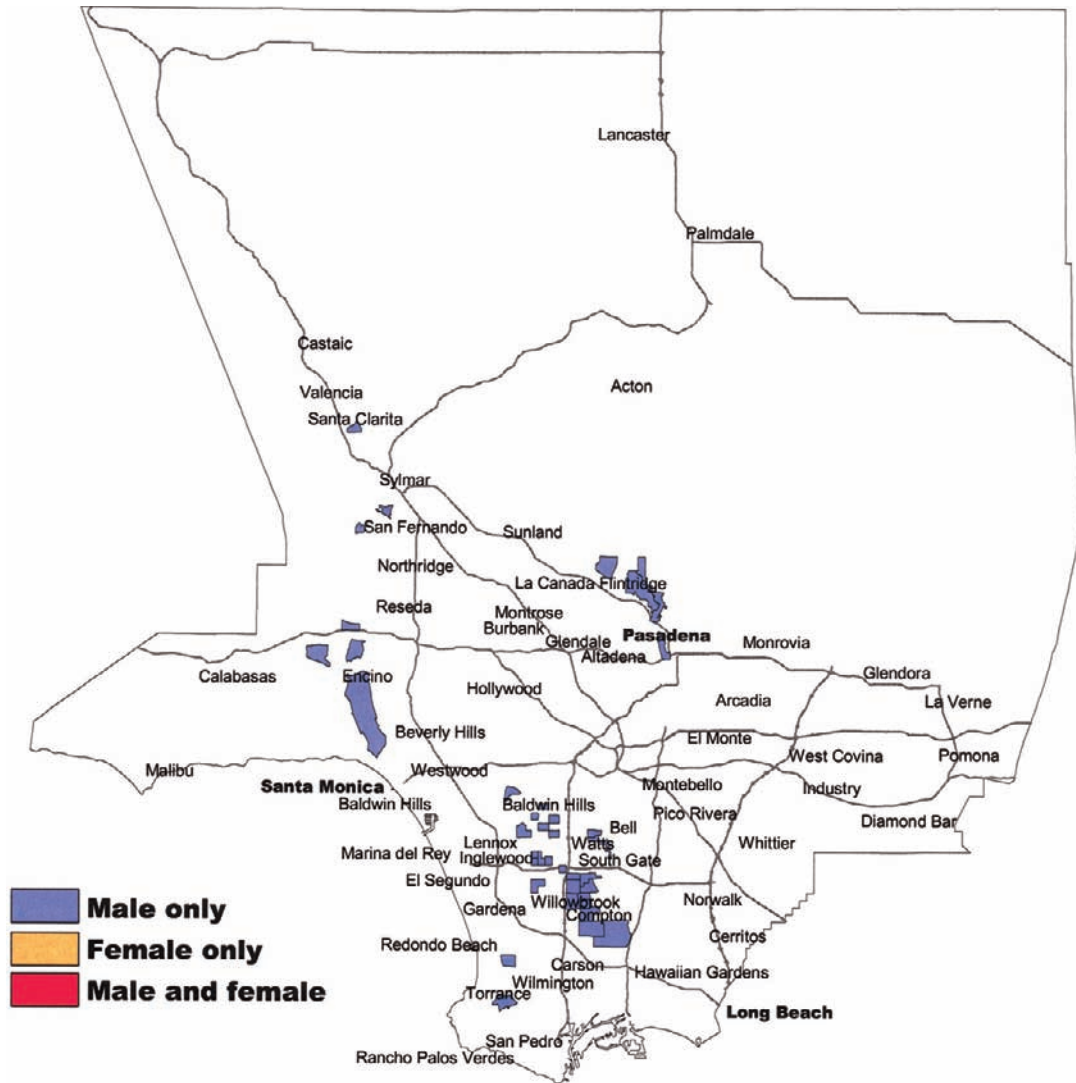 Lancaster
Palmdale
Castaic
Acton
Valencia
Santa Clarita
Sylmar
San Fernando
Sunland
Northridge
La Canada Flintridge
Reseda
Montrose
Burbank
Pasadena
Glendale
Monrovia
Altadena
Glendora
Calabasas
Encino
Hollywood
Arcadia
La Verne
Beverly Hills
El Monte
West Covina
Pomona
Malibu
Westwood
Santa Monica
Montebello
Industry
Baldwin Hills
Baldwin Hills
Pico Rivera
Diamond Bar
Bell
Lennox
Watts
Whittier
Marina del Rey
Inglewood
South Gate
El Segundo
Norwalk
Willowbrook
Gardena
Compton
Cerritos
Redondo Beach
Carson
Hawaiian Gardens
Wilmington
Torrance
Long Beach
San Pedro
Rancho Palos Verdes
Male only
Female only
Male and female